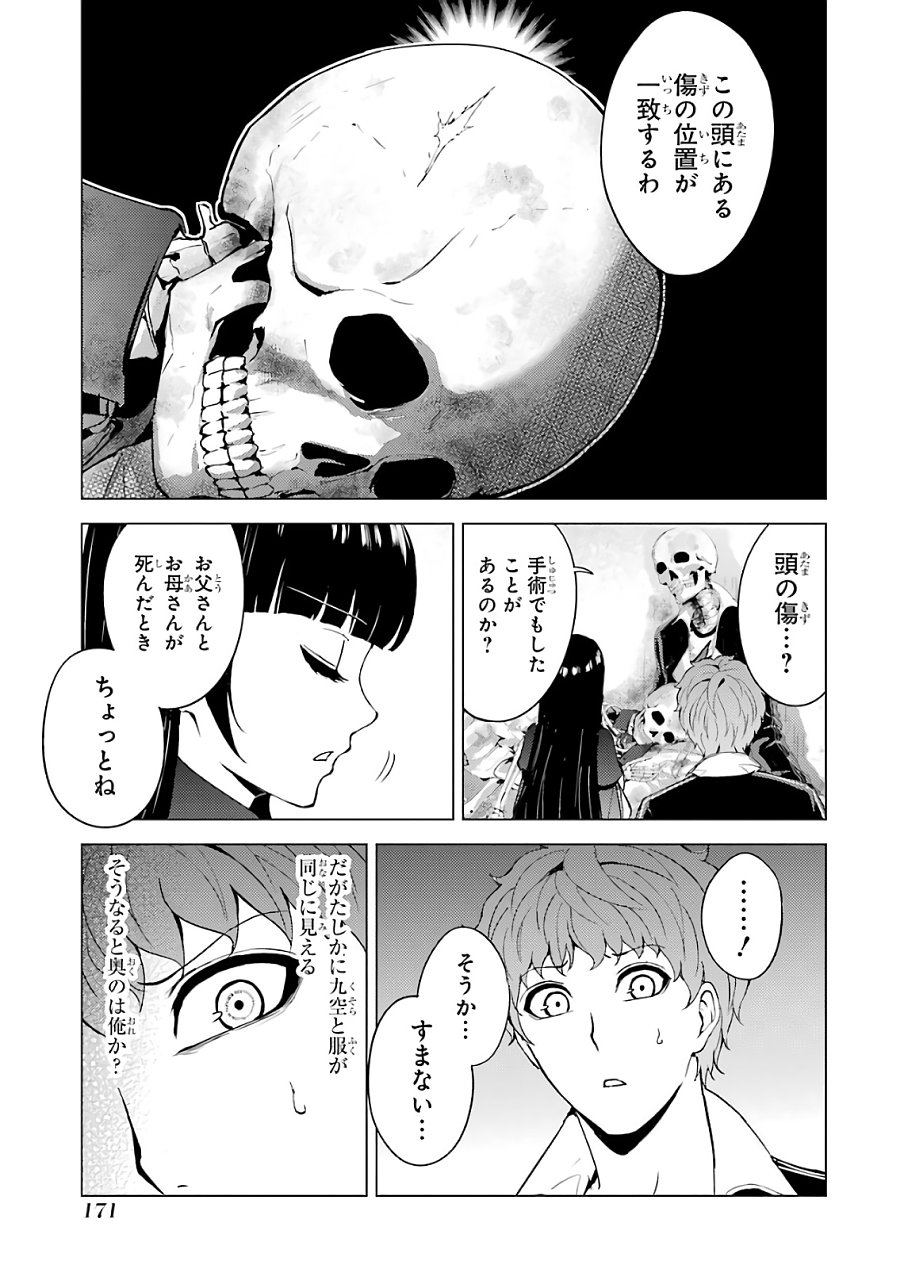 この頭にある
傷の位置が
一致するわ
頭の傷…?
手術でもした
ことが
あるのか?
お父さんと
お母さんが
死んだとき
ちょっとね
……!
そうか…
すまない…
だがたしかに九空と服が
同じに見える
そうなると奥のは俺か?
171